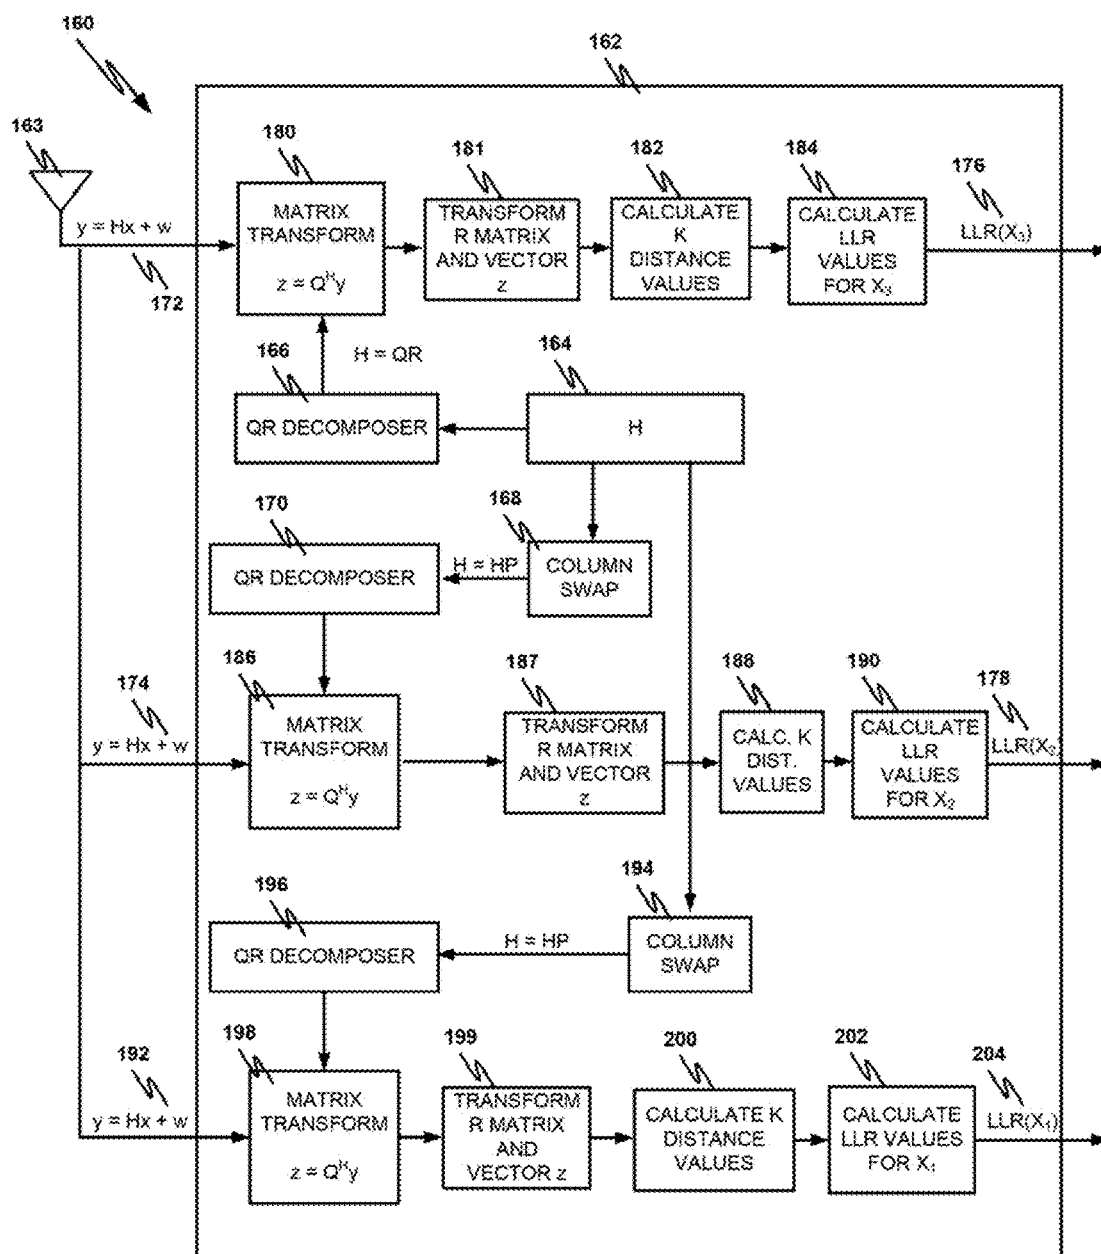 160
162
163
180
181
182
184
176
y = Hx + w
172
MATRIX
TRANSFORM
z = Q^H y
TRANSFORM
R MATRIX
AND VECTOR
z
CALCULATE
K
DISTANCE
VALUES
CALCULATE
LLR
VALUES
FOR X₃
LLR(X₃)
166
H = QR
164
QR DECOMPOSER
H
170
168
QR DECOMPOSER
H = HP
COLUMN
SWAP
174
186
187
188
190
178
y = Hx + w
MATRIX
TRANSFORM
z = Q^H y
TRANSFORM
R MATRIX
AND VECTOR
z
CALC. K
DIST.
VALUES
CALCULATE
LLR
VALUES
FOR X₂
LLR(X₂
196
194
QR DECOMPOSER
H = HP
COLUMN
SWAP
192
198
199
200
202
204
y = Hx + w
MATRIX
TRANSFORM
z = Q^H y
TRANSFORM
R MATRIX
AND
VECTOR z
CALCULATE K
DISTANCE
VALUES
CALCULATE
LLR VALUES
FOR X₁
LLR(X₁)